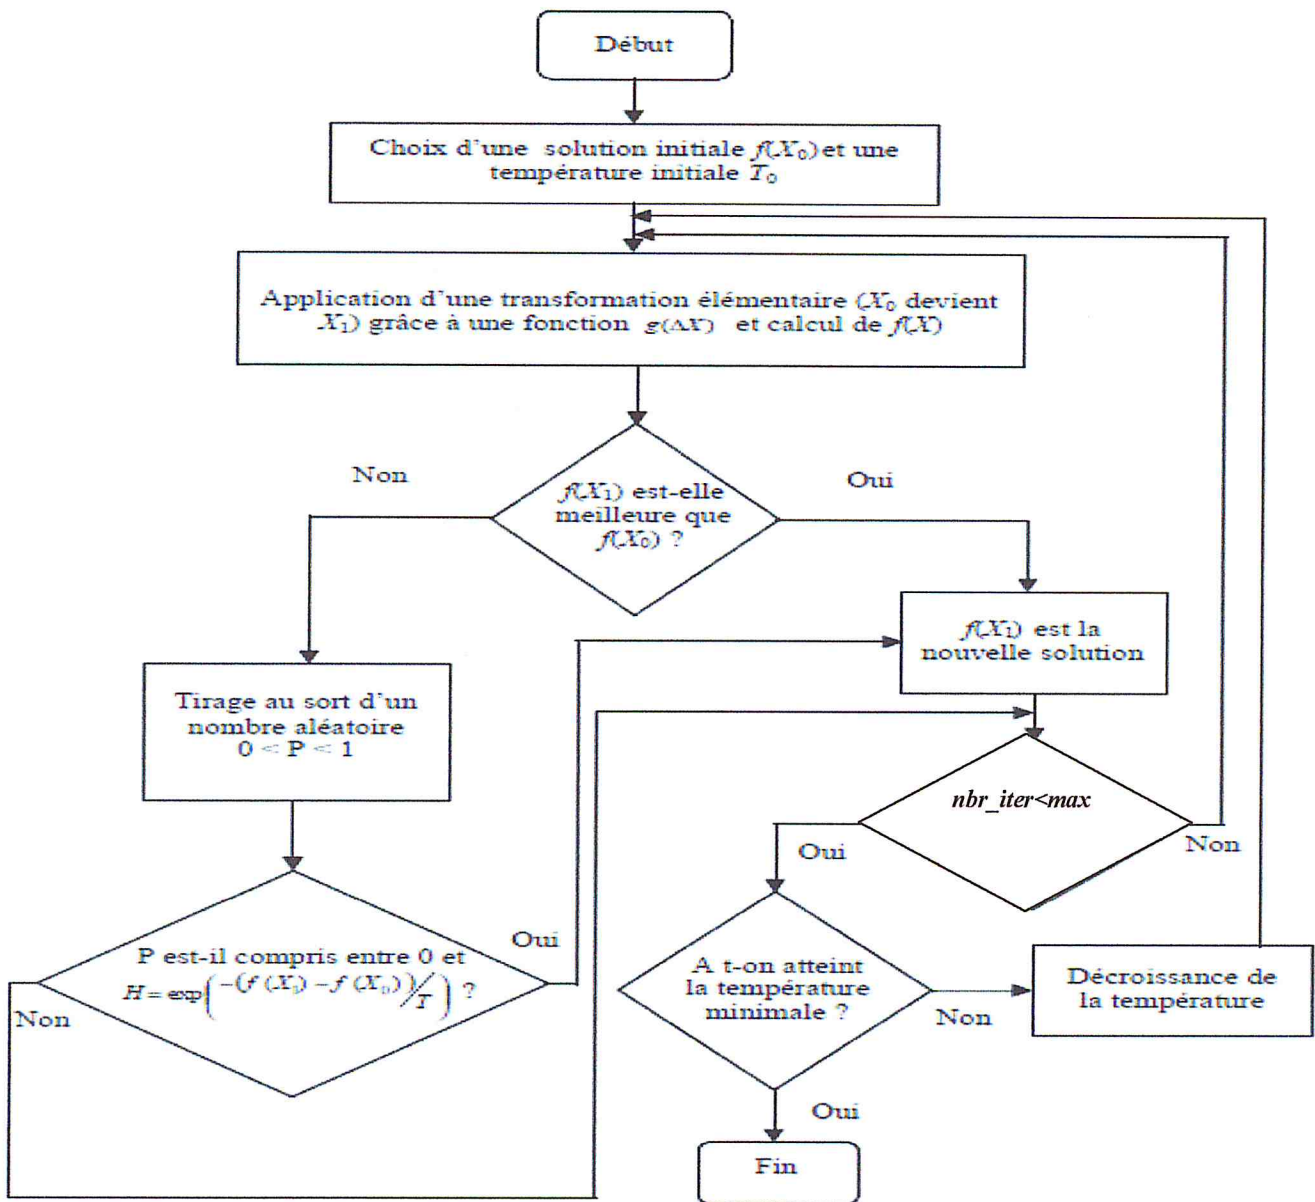 Début
Choix d'une solution initiale f(X₀) et une
température initiale T₀
Application d'une transformation élémentaire (X₀ devient
X₁) grâce à une fonction g(ΔX) et calcul de f(X)
Non
Oui
f(X₁) est-elle
meilleure que
f(X₀) ?
f(X₁) est la
nouvelle solution
Tirage au sort d'un
nombre aléatoire
0 < P < 1
nbr_iter<max
Oui
Non
P est-il compris entre 0 et
H = exp(-(f(X₁) - f(X₀))/T) ?
Oui
Non
A t-on atteint
la température
minimale ?
Non
Décroissance de
la température
Oui
Fin